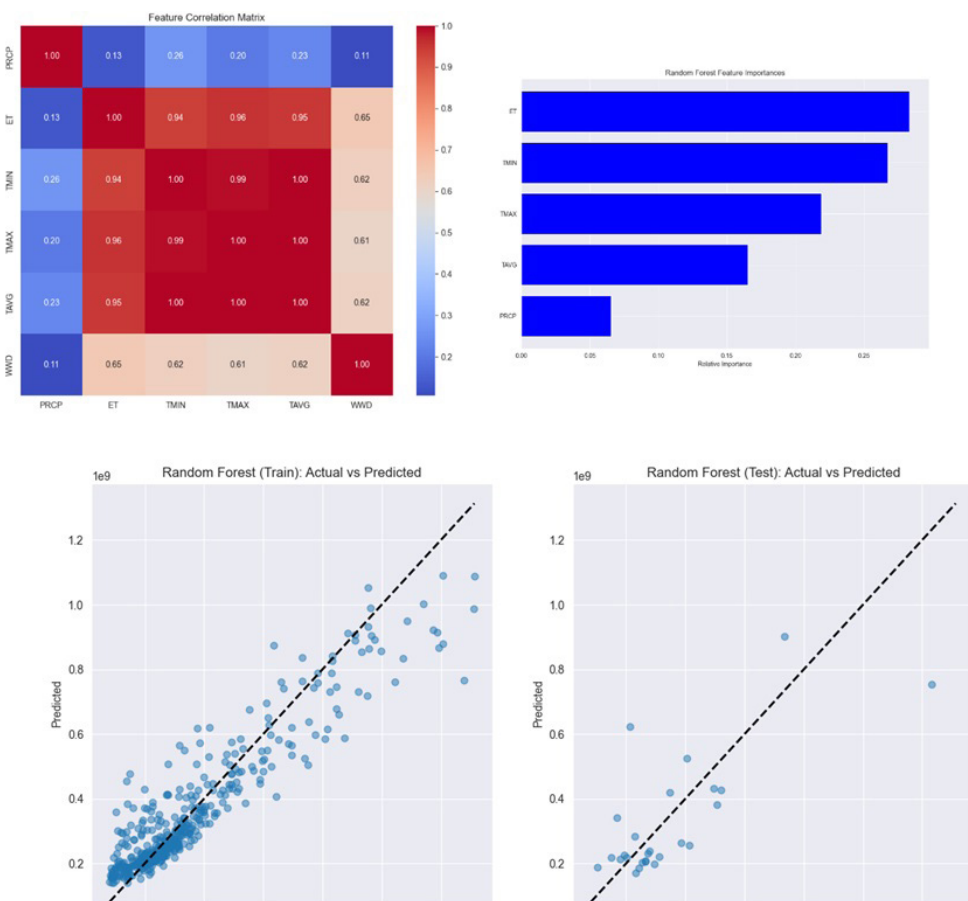 Feature Correlation Matrix
PRCP 1.00 0.13 0.26 0.20 0.23 0.11
ET 0.13 1.00 0.94 0.96 0.95 0.65
TMIN 0.26 0.94 1.00 0.99 1.00 0.62
TMAX 0.20 0.96 0.99 1.00 1.00 0.61
TAVG 0.23 0.95 1.00 1.00 1.00 0.62
WWD 0.11 0.65 0.62 0.61 0.62 1.00
PRCP ET TMIN TMAX TAVG WWD
1.0
0.9
0.8
0.7
0.6
0.5
0.4
0.3
0.2
Random Forest Feature Importances
ET
TMIN
TMAX
TAVG
PRCP
0.00 0.05 0.10 0.15 0.20 0.25
Relative Importance
Random Forest (Train): Actual vs Predicted
1e9
1.2
1.0
0.8
0.6
0.4
0.2
Predicted
Random Forest (Test): Actual vs Predicted
1e9
1.2
1.0
0.8
0.6
0.4
0.2
Predicted